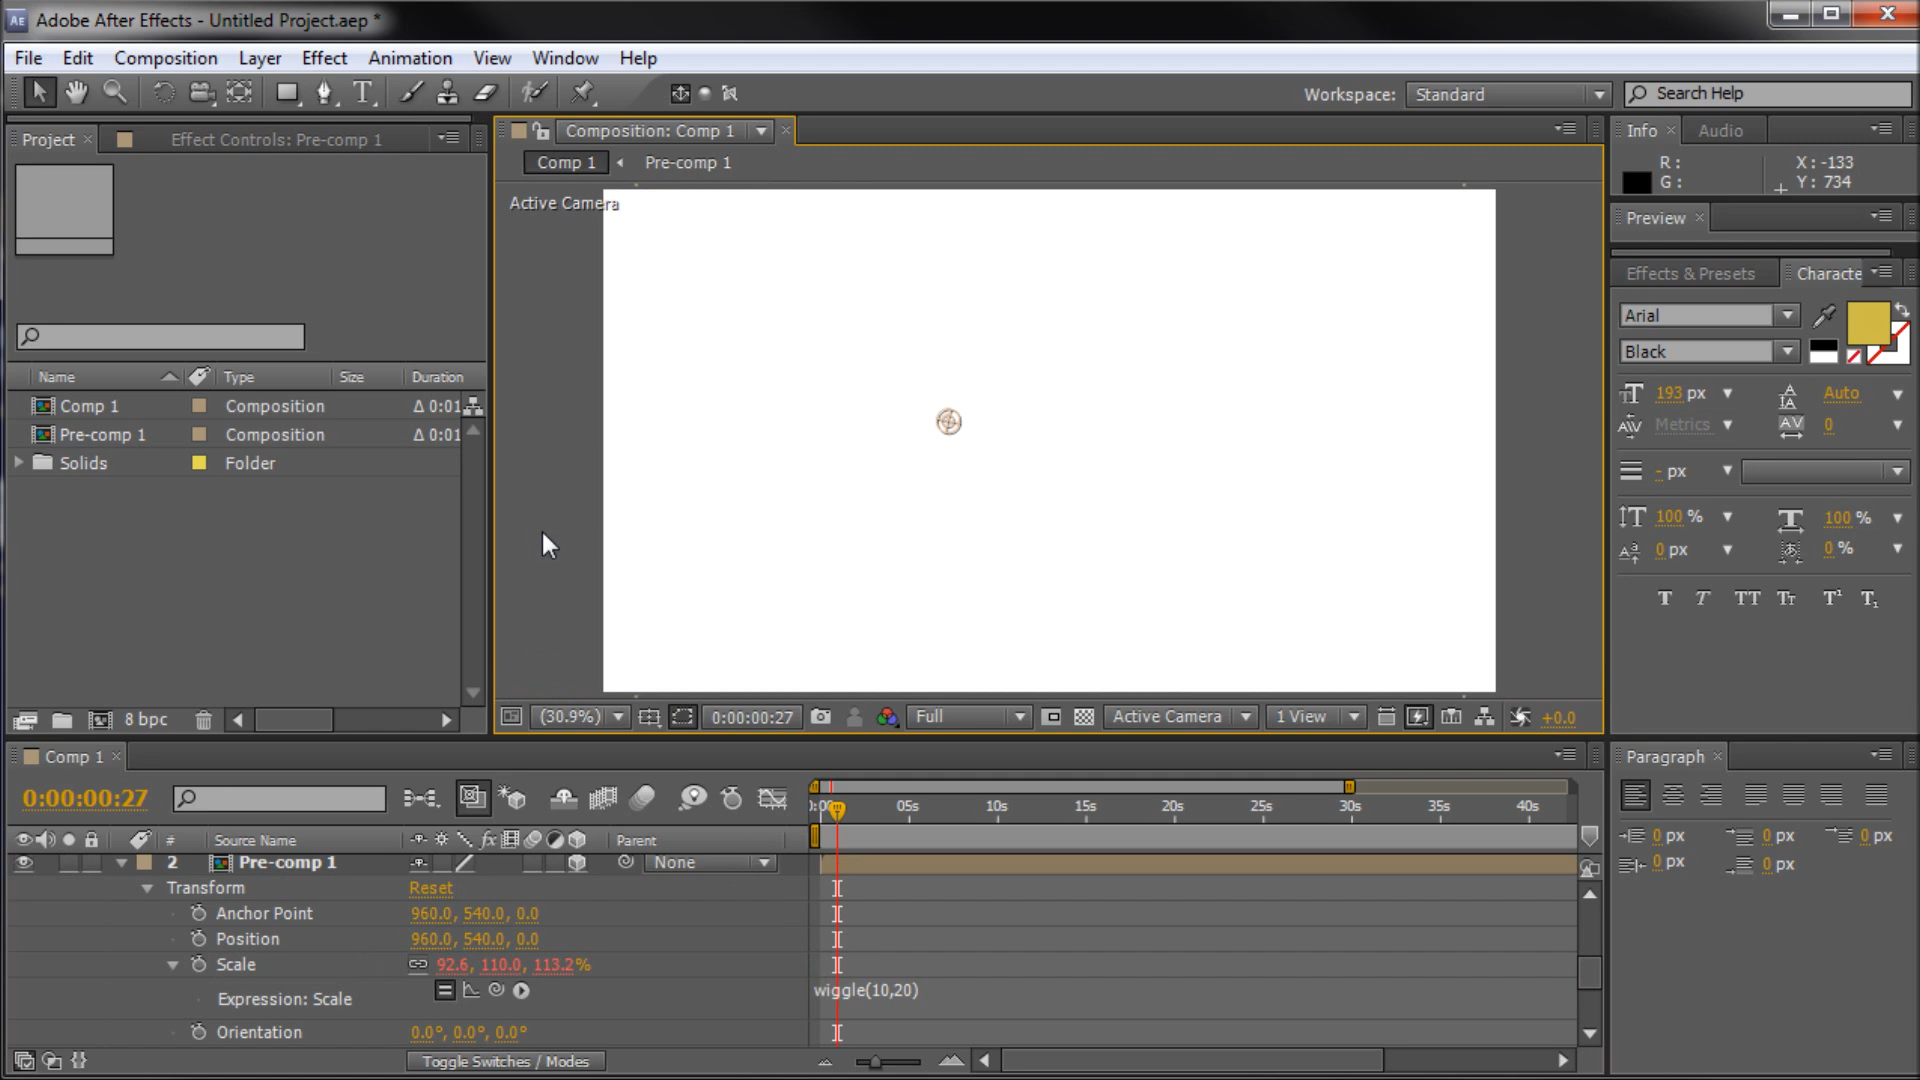 Adobe After Effects - Untitled Project.aep *
File Edit Composition Layer Effect Animation View Window Help
Workspace: Standard Search Help
Project Effect Controls: Pre-comp 1
Composition: Comp 1
Comp 1 Pre-comp 1
Active Camera
Name Type Size Duration
Comp 1 Composition Δ 0:01
Pre-comp 1 Composition Δ 0:01
Solids Folder
8 bpc
(30.9%) 0:00:00:27 Full Active Camera 1 View +0.0
Info Audio
R: X: -133
G: Y: 734
Preview
Effects & Presets Characte
Arial
Black
193 px Auto
Metrics 0
- px
100 % 100 %
0 px 0 %
T T TT Tт T¹ T₁
Comp 1
0:00:00:27
05s 10s 15s 20s 25s 30s 35s 40s
# Source Name fx Parent
2 Pre-comp 1 None
Transform Reset
Anchor Point 960.0, 540.0, 0.0
Position 960.0, 540.0, 0.0
Scale 92.6, 110.0, 113.2%
Expression: Scale wiggle(10,20)
Orientation 0.0°, 0.0°, 0.0°
Toggle Switches / Modes
Paragraph
0 px 0 px 0 px
0 px 0 px